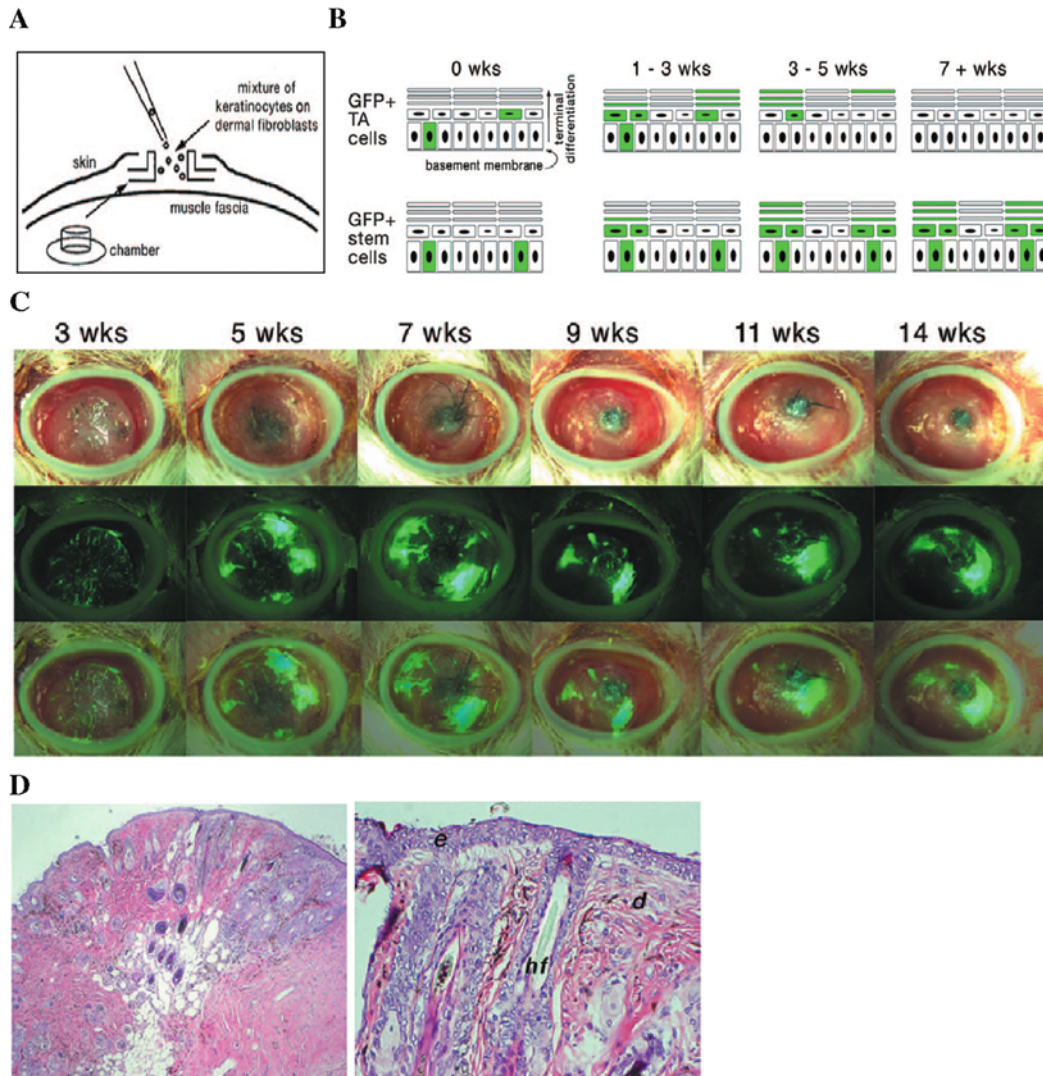 A
mixture of
keratinocytes on
dermal fibroblasts
skin
muscle fascia
chamber
B
0 wks
1 - 3 wks
3 - 5 wks
7 + wks
GFP+
TA
cells
terminal
differentiation
basement membrane
GFP+
stem
cells
C
3 wks
5 wks
7 wks
9 wks
11 wks
14 wks
D
e
d
hf